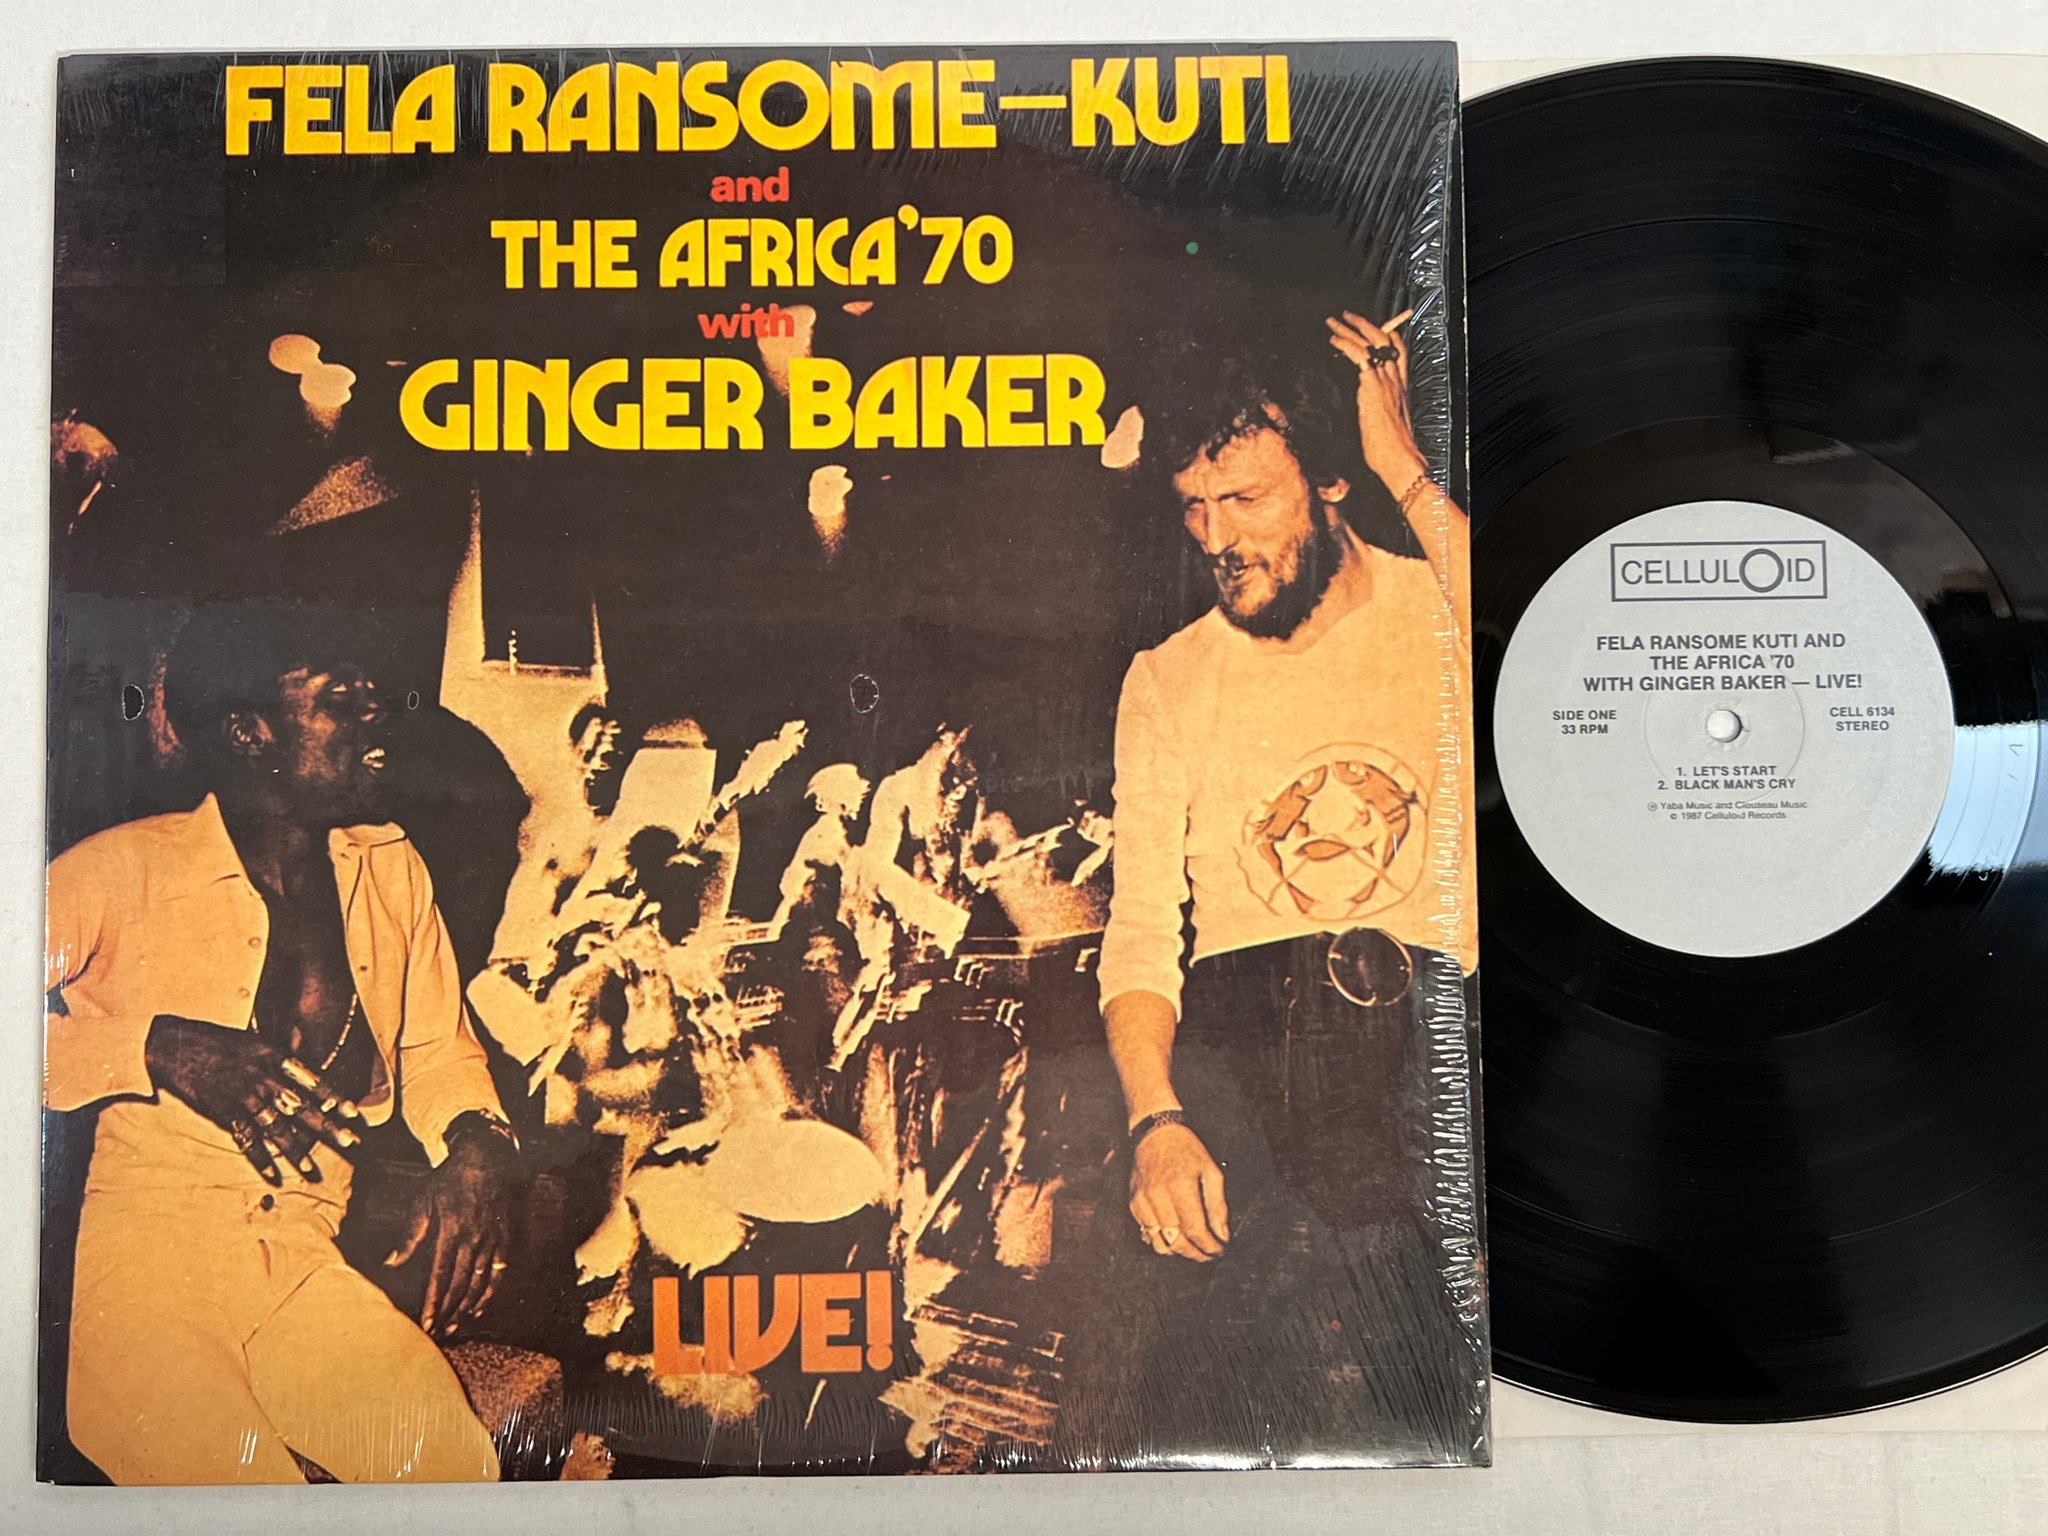 FELA RANSOME-KUTI
and
THE AFRICA'70
with
GINGER BAKER
LIVE!
CELLULOID
FELA RANSOME KUTI AND
THE AFRICA '70
WITH GINGER BAKER — LIVE!
SIDE ONE
33 RPM
CELL 6134
STEREO
1. LET'S START
2. BLACK MAN'S CRY
℗ Yaba Music and Clouseau Music
© 1987 Celluloid Records